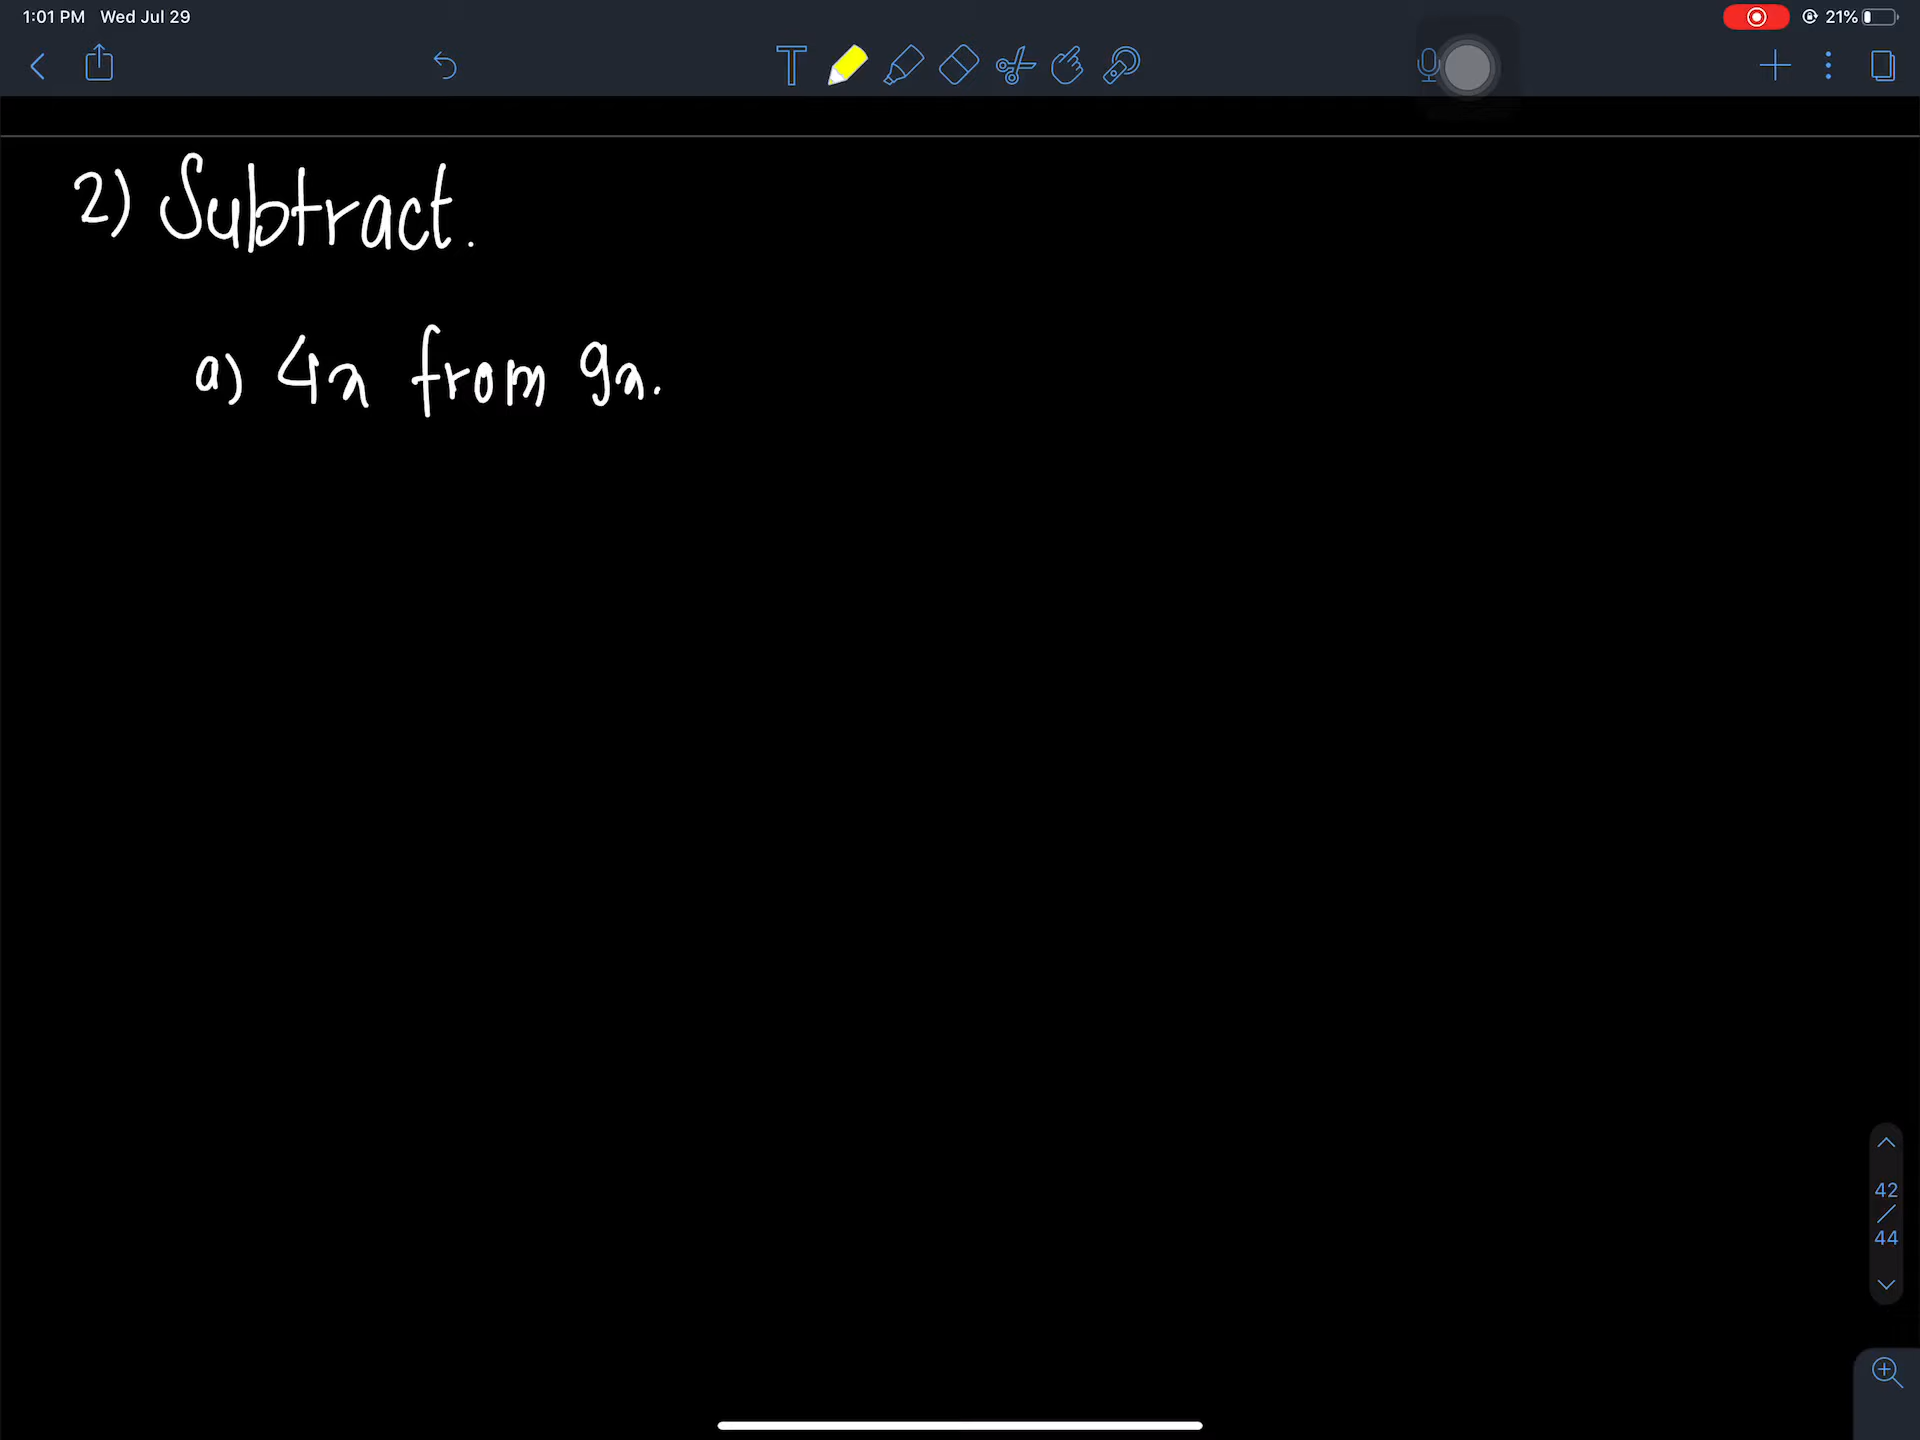 1:01 PM Wed Jul 29
21%
2) Subtract.
a) 4x from 9x.
42
/
44